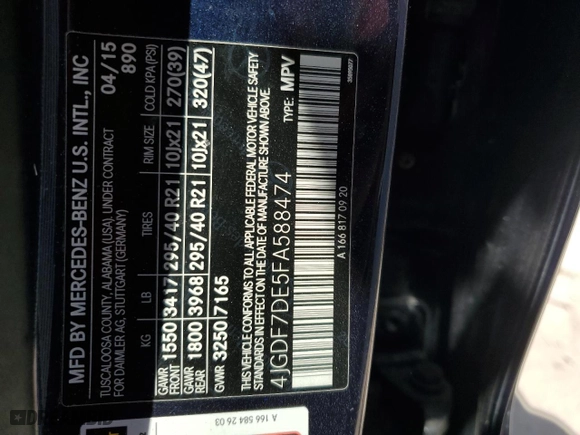 MFD BY MERCEDES-BENZ U.S. INTL., INC
TUSCALOOSA COUNTY, ALABAMA (USA), UNDER CONTRACT
FOR DAIMLER AG, STUTTGART (GERMANY)
04/15
890
KG LB TIRES RIM SIZE COLD KPA(PSI)
GAWR FRONT 1550 3417 295/40 R21 10Jx21 270(39)
GAWR REAR 1800 3968 295/40 R21 10Jx21 320(47)
GVWR 3250 7165
THIS VEHICLE CONFORMS TO ALL APPLICABLE FEDERAL MOTOR VEHICLE SAFETY
STANDARDS IN EFFECT ON THE DATE OF MANUFACTURE SHOWN ABOVE.
4JGDF7DE5FA588474 TYPE: MPV
A 166 817 09 20
A 166 584 26 03